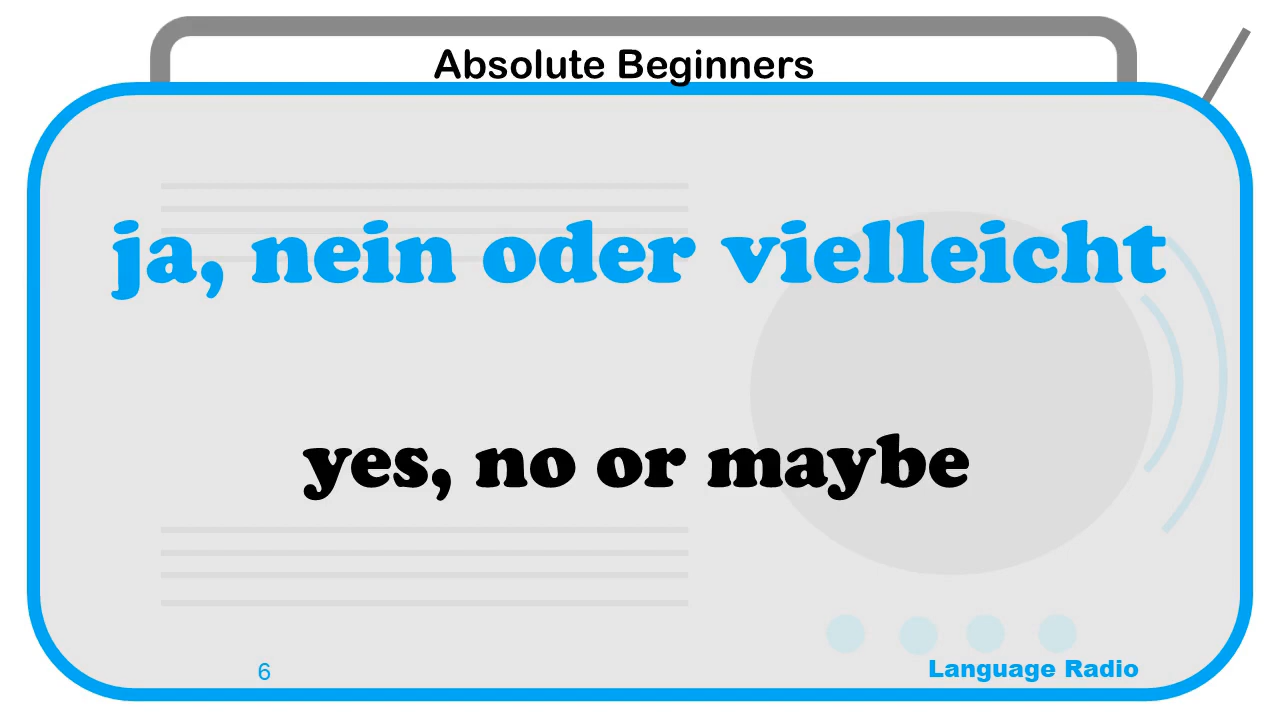 Absolute Beginners
ja, nein oder vielleicht
yes, no or maybe
6
Language Radio